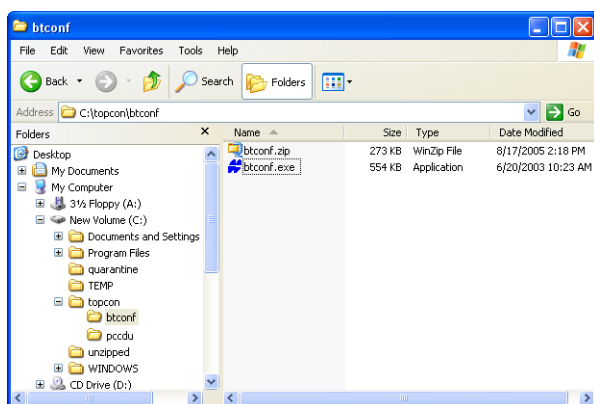 btconf
File Edit View Favorites Tools Help
Back Search Folders
Address C:\topcon\btconf Go
Folders x Name Size Type Date Modified
Desktop
btconf.zip 273 KB WinZip File 8/17/2005 2:18 PM
My Documents
btconf.exe 554 KB Application 6/20/2003 10:23 AM
My Computer
3½ Floppy (A:)
New Volume (C:)
Documents and Settings
Program Files
quarantine
TEMP
topcon
btconf
pccdu
unzipped
WINDOWS
CD Drive (D:)